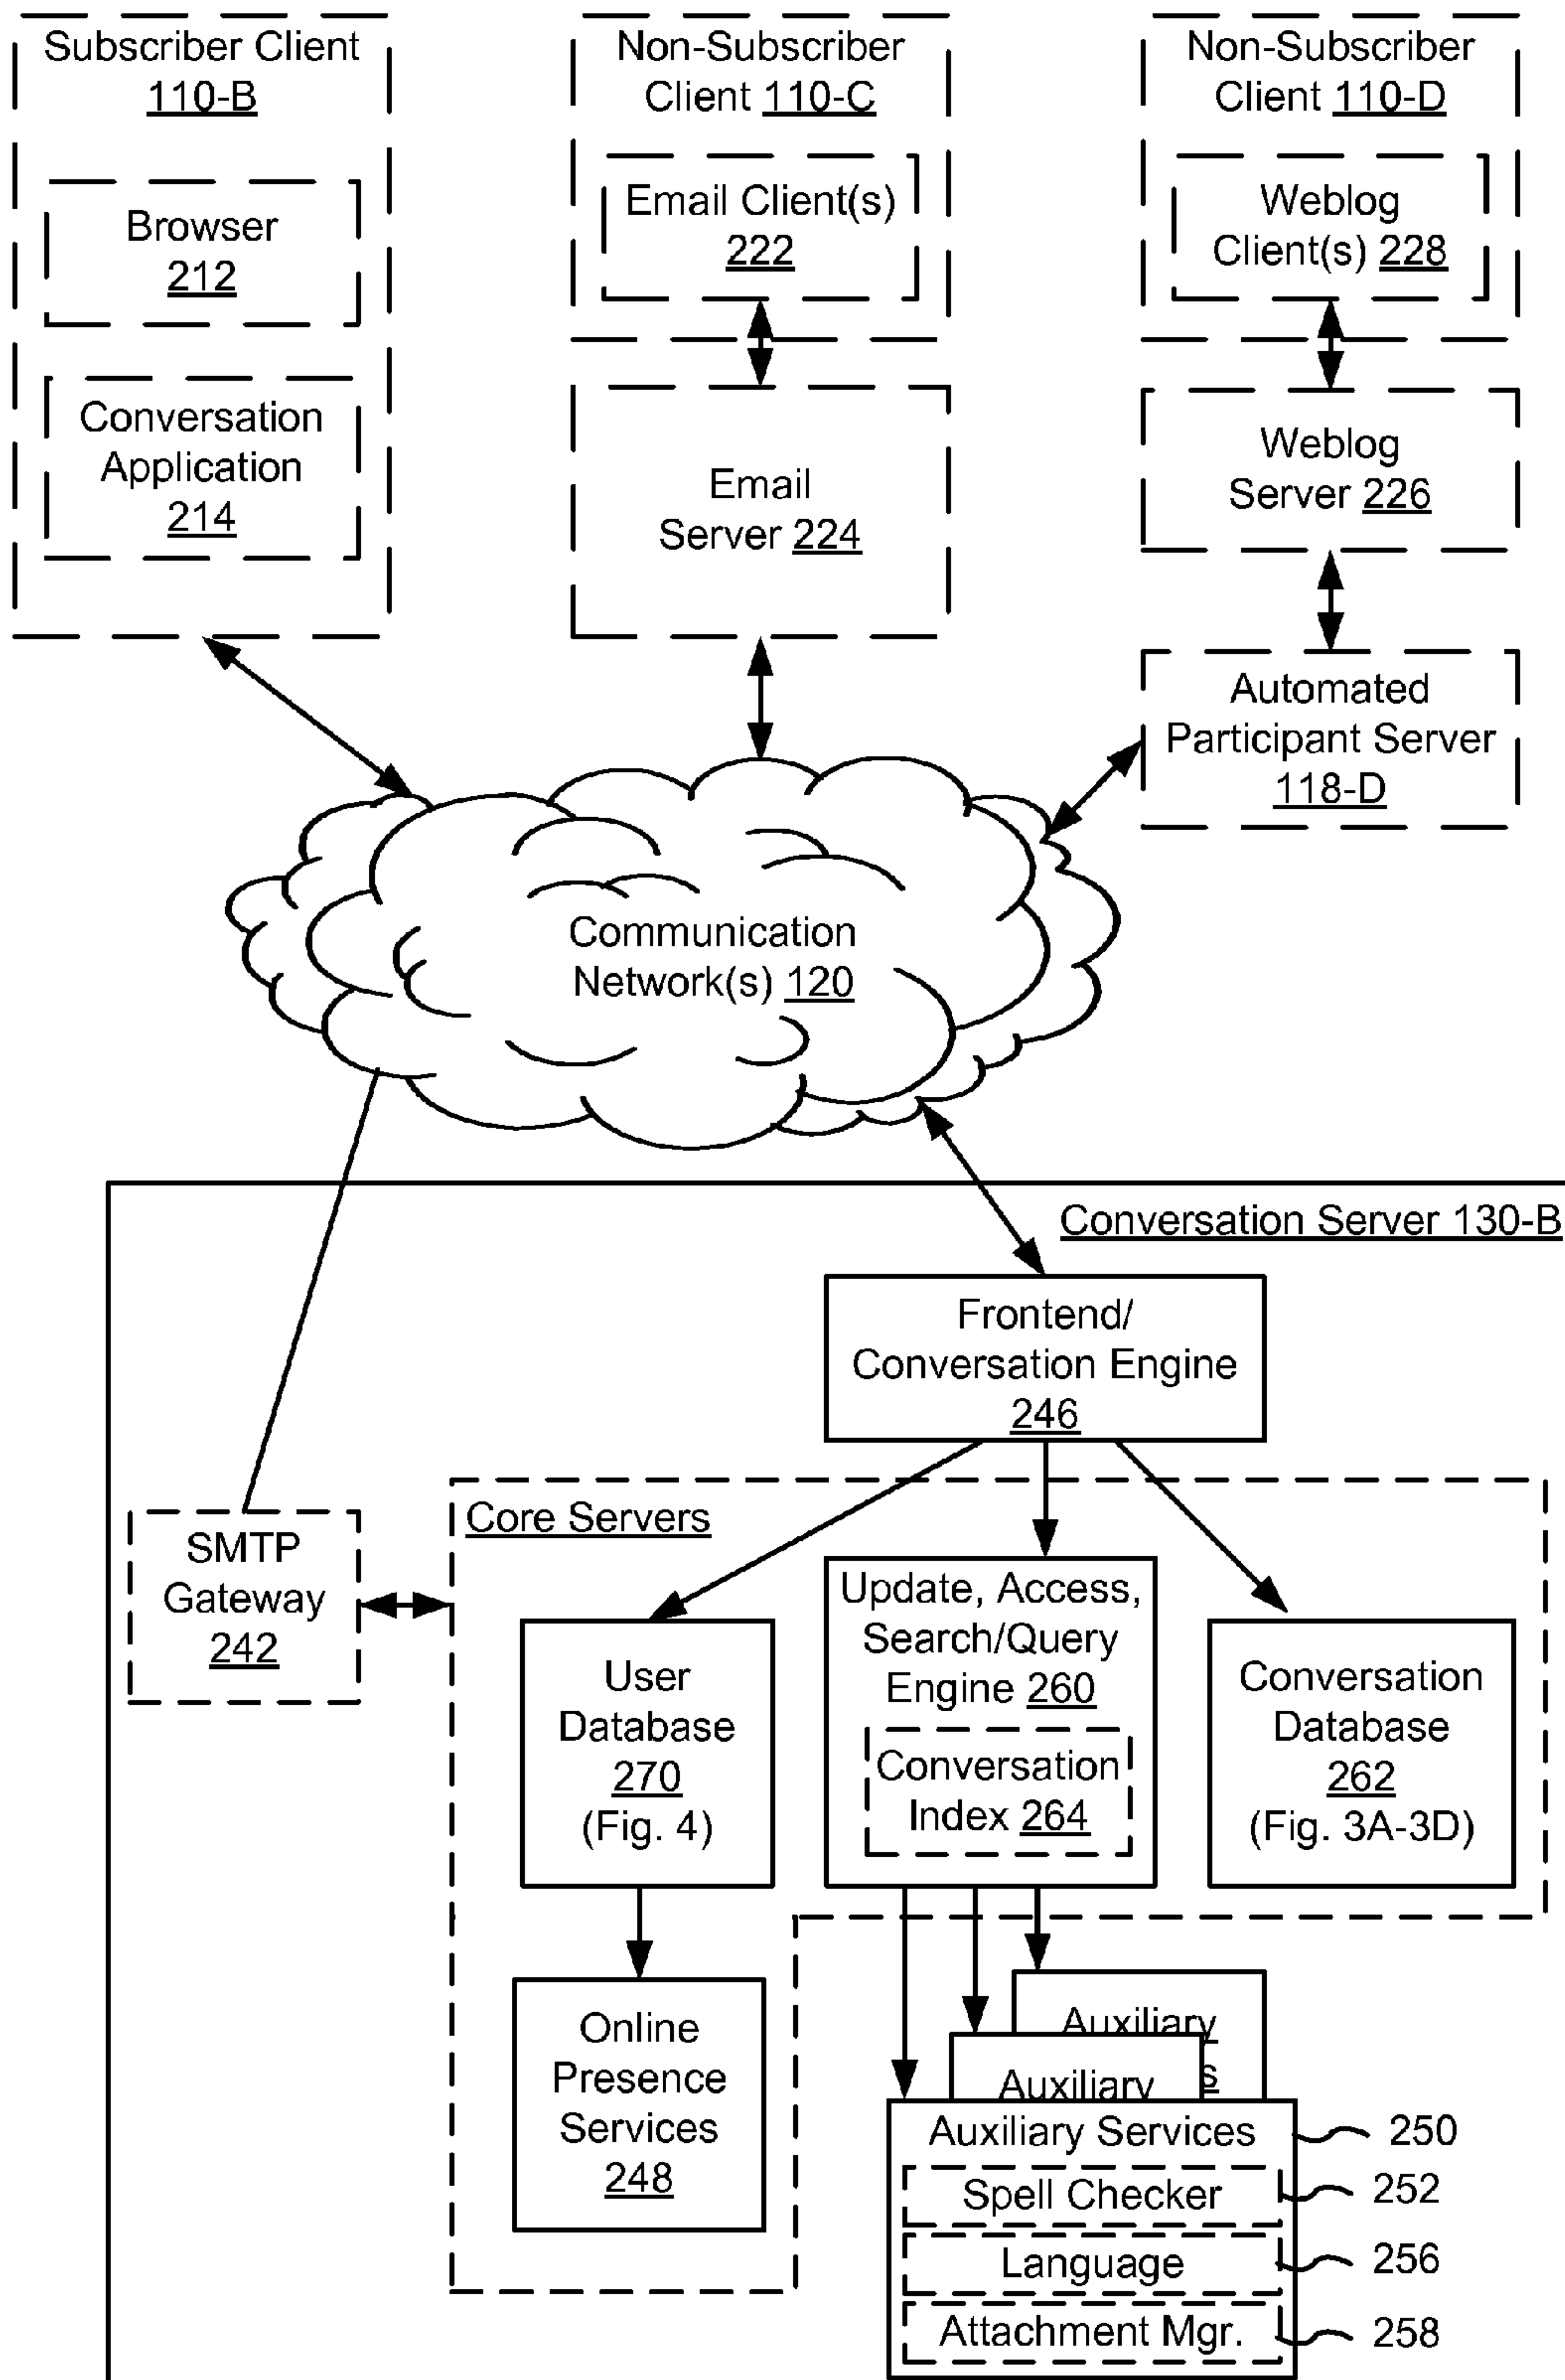 Subscriber Client
110-B
Browser
212
Conversation
Application
214
Non-Subscriber
Client 110-C
Email Client(s)
222
Email
Server 224
Non-Subscriber
Client 110-D
Weblog
Client(s) 228
Weblog
Server 226
Automated
Participant Server
118-D
Communication
Network(s) 120
Conversation Server 130-B
Frontend/
Conversation Engine
246
SMTP
Gateway
242
Core Servers
User
Database
270
(Fig. 4)
Update, Access,
Search/Query
Engine 260
Conversation
Index 264
Conversation
Database
262
(Fig. 3A-3D)
Online
Presence
Services
248
Auxiliary
s
Auxiliary
Auxiliary Services
250
Spell Checker
252
Language
256
Attachment Mgr.
258